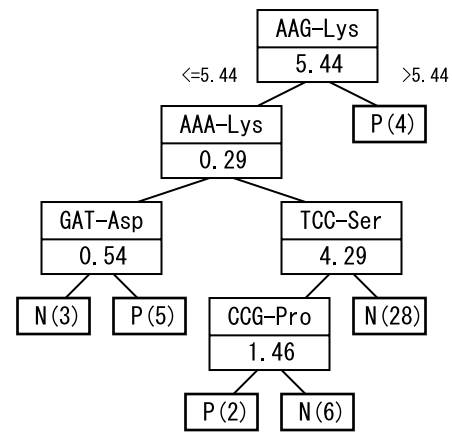 AAG-Lys
5.44
<=5.44
>5.44
AAA-Lys
0.29
P(4)
GAT-Asp
0.54
TCC-Ser
4.29
N(3)
P(5)
CCG-Pro
1.46
N(28)
P(2)
N(6)